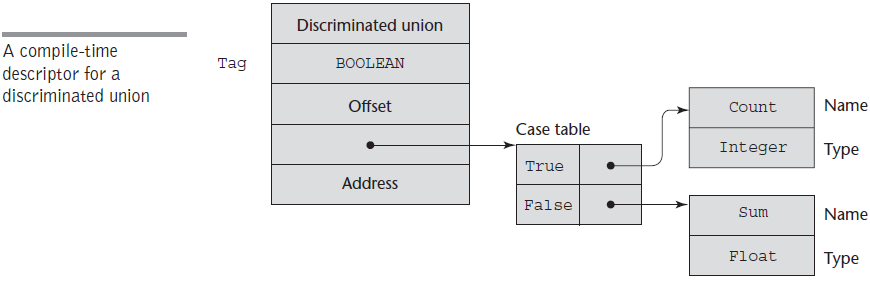 A compile-time
descriptor for a
discriminated union
Discriminated union
Tag
BOOLEAN
Offset
Address
Case table
True
False
Count
Name
Integer
Type
Sum
Name
Float
Type